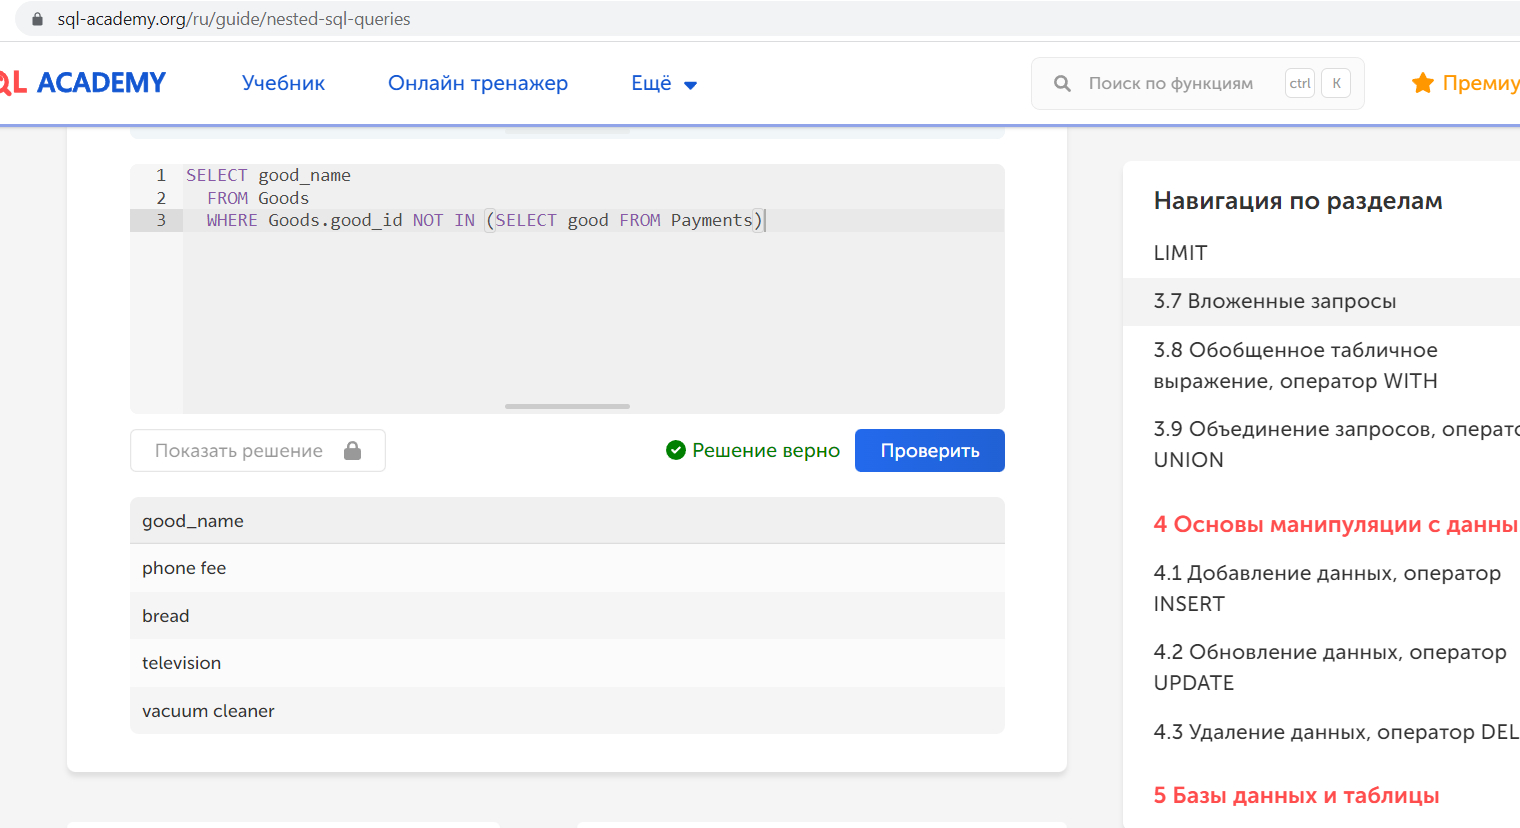 sql-academy.org/ru/guide/nested-sql-queries
QL ACADEMY
Учебник
Онлайн тренажер
Ещё
Поиск по функциям
ctrl
K
Премиу
1 SELECT good_name
2 FROM Goods
3 WHERE Goods.good_id NOT IN (SELECT good FROM Payments)
Показать решение
Решение верно
Проверить
good_name
phone fee
bread
television
vacuum cleaner
Навигация по разделам
LIMIT
3.7 Вложенные запросы
3.8 Обобщенное табличное
выражение, оператор WITH
3.9 Объединение запросов, операто
UNION
4 Основы манипуляции с данны
4.1 Добавление данных, оператор
INSERT
4.2 Обновление данных, оператор
UPDATE
4.3 Удаление данных, оператор DEL
5 Базы данных и таблицы